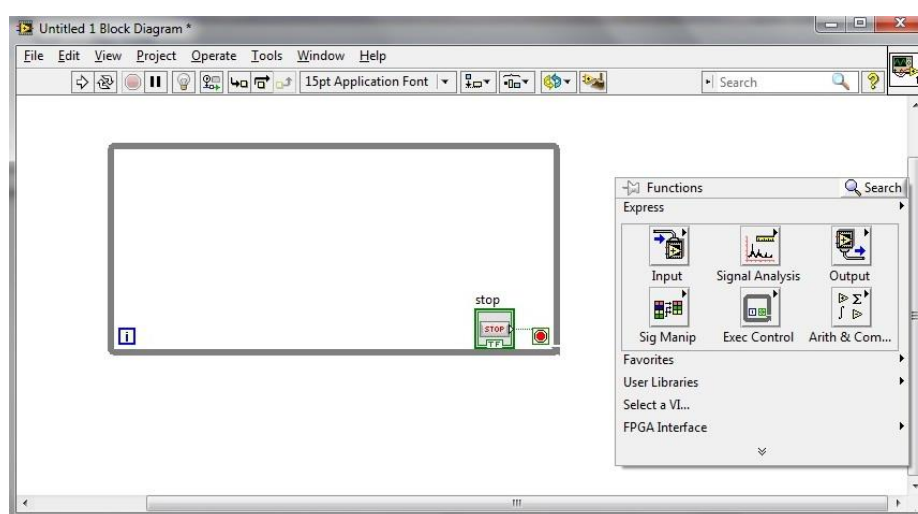 Untitled 1 Block Diagram *
File Edit View Project Operate Tools Window Help
15pt Application Font Search
Functions Search
Express
Input Signal Analysis Output
Sig Manip Exec Control Arith & Com...
Favorites
User Libraries
Select a VI...
FPGA Interface
stop
STOP
TF
i